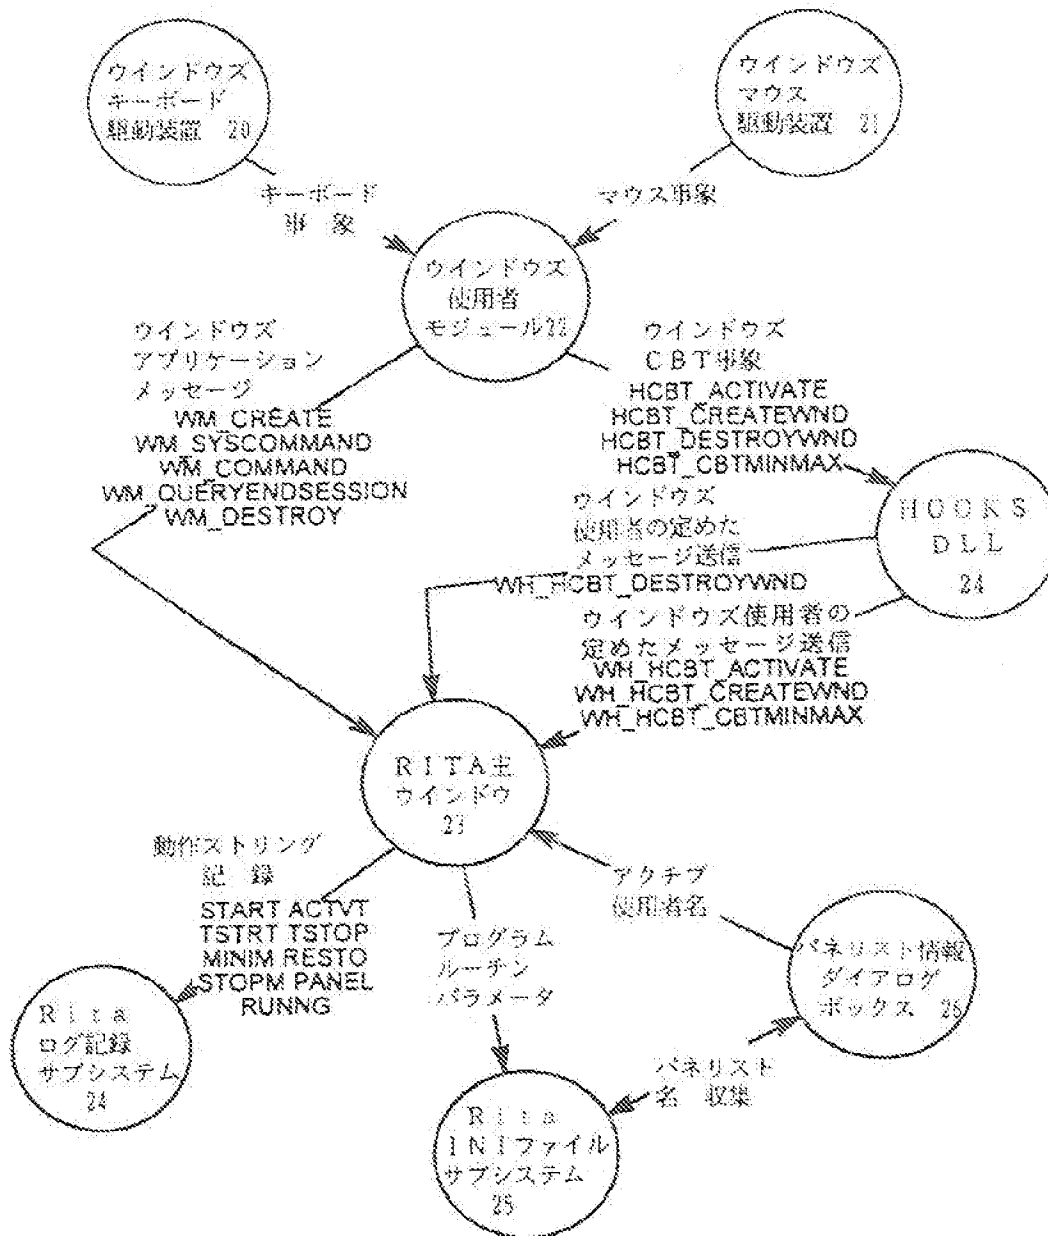 ウインドウズ
キーボード
駆動装置 20
ウインドウズ
マウス
駆動装置 21
キーボード
事 象
マウス事象
ウインドウズ
使用者
モジュール22
ウインドウズ
アプリケーション
メッセージ
WM_CREATE
WM_SYSCOMMAND
WM_COMMAND
WM_QUERYENDSESSION
WM_DESTROY
ウインドウズ
CBT事象
HCBT_ACTIVATE
HCBT_CREATEWND
HCBT_DESTROYWND
HCBT_CBTMINMAX
HOOKS
DLL
24
ウインドウズ
使用者の定めた
メッセージ送信
WH_HCBT_DESTROYWND
ウインドウズ使用者の
定めたメッセージ送信
WH_HCBT_ACTIVATE
WH_HCBT_CREATEWND
WH_HCBT_CBTMINMAX
RITA主
ウインドウ
23
動作ストリング
記 録
START ACTVT
TSTRT TSTOP
MINIM RESTO
STOPM PANEL
RUNNG
プログラム
ルーチン
パラメータ
アクチブ
使用者名
パネリスト情報
ダイアログ
ボックス 26
Rita
ログ記録
サブシステム
24
パネリスト
名 収集
Rita
INIファイル
サブシステム
25